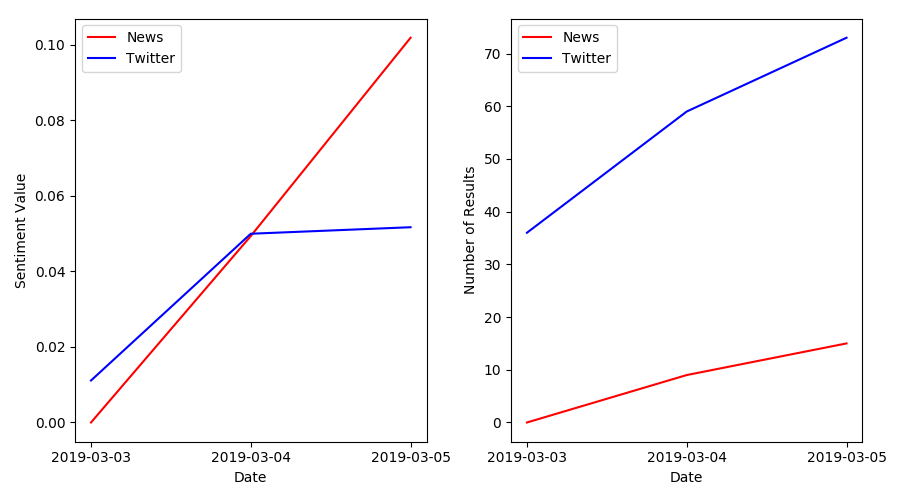 News
Twitter
0.10
0.08
0.06
0.04
0.02
0.00
Sentiment Value
2019-03-03 2019-03-04 2019-03-05
Date
News
Twitter
70
60
50
40
30
20
10
0
Number of Results
2019-03-03 2019-03-04 2019-03-05
Date